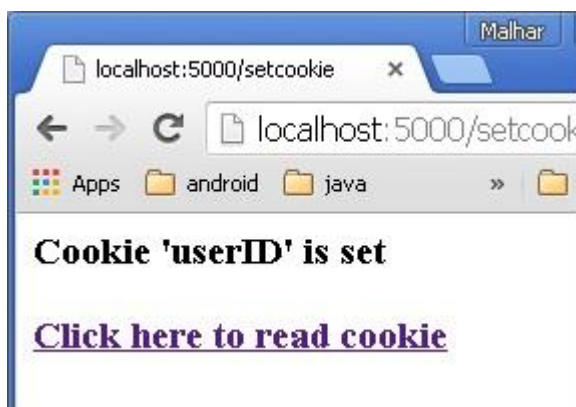 Malhar
localhost:5000/setcookie
localhost:5000/setcook
Apps android java »
Cookie 'userID' is set
Click here to read cookie